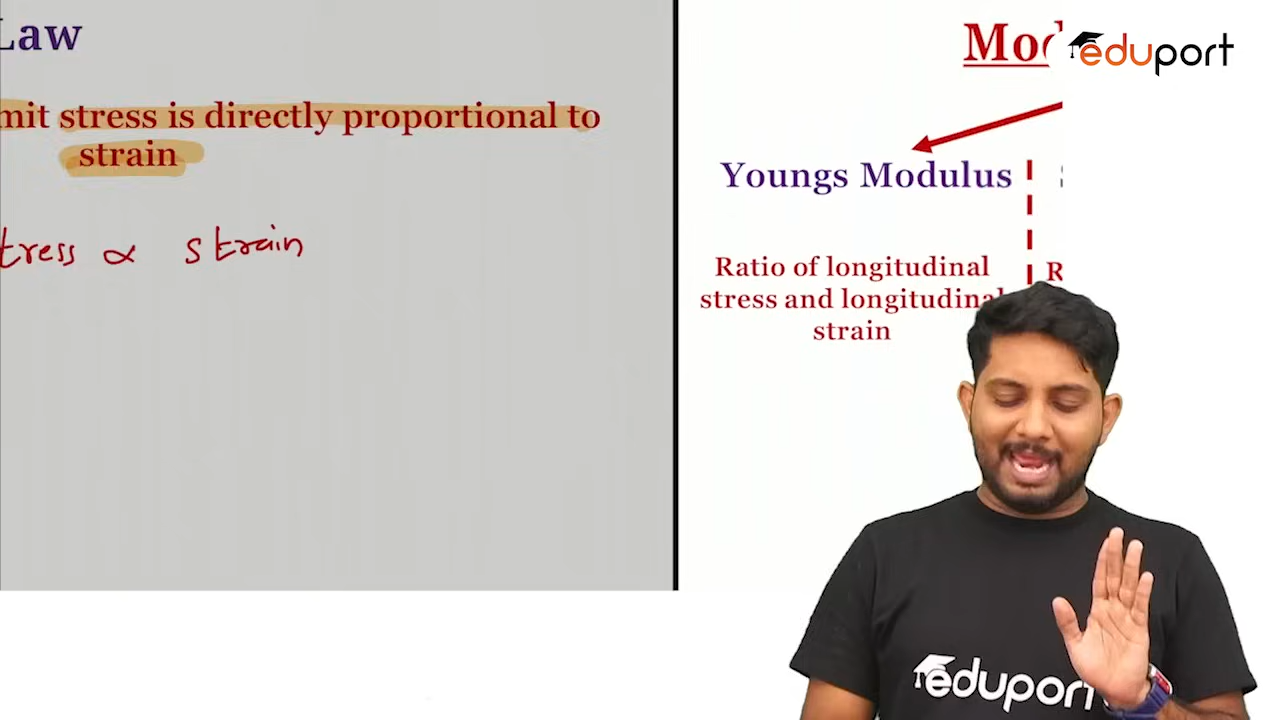 Law
mit stress is directly proportional to
strain
tress ∝ strain
Mod
eduport
Youngs Modulus
Ratio of longitudinal
stress and longitudinal
strain
R
eduport